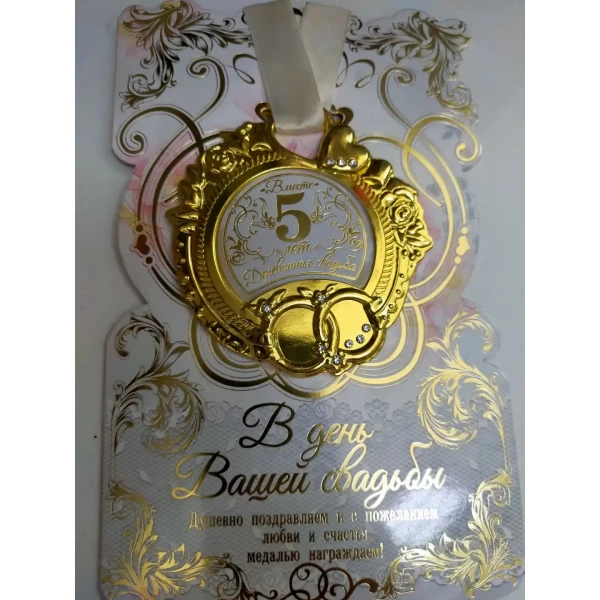 Вместе
5
лет
Деревянная свадьба
В день
Вашей свадьбы
Душевно поздравляем и с пожеланием
любви и счастья
медалью награждаем!